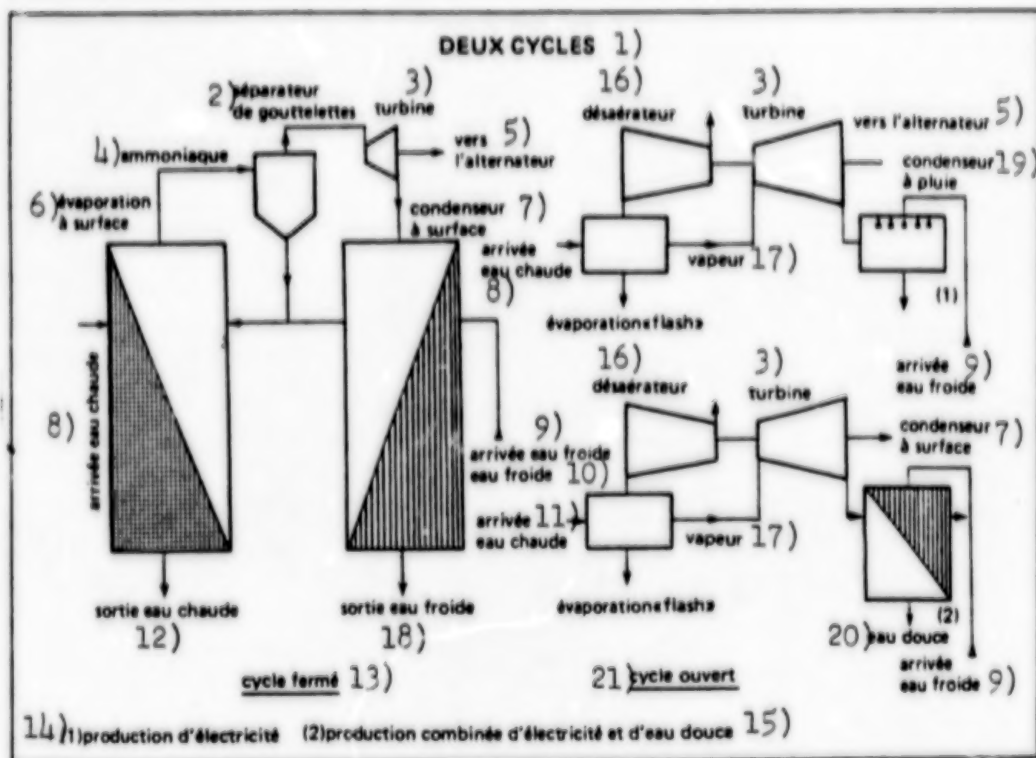 DEUX CYCLES 1)
2) séparateur
de gouttelettes
3)
turbine
4) ammoniaque
vers 5)
l'alternateur
6) évaporation
à surface
condenseur 7)
à surface
8) arrivée eau chaude
9)
arrivée eau froide
eau froide 10)
sortie eau chaude
12)
sortie eau froide
18)
cycle fermé 13)
16)
désaérateur
3)
turbine
vers l'alternateur 5)
condenseur 19)
à pluie
arrivée
eau chaude
8)
vapeur 17)
(1)
évaporation «flash»
arrivée 9)
eau froide
16)
désaérateur
3)
turbine
condenseur 7)
à surface
arrivée 11)
eau chaude
vapeur 17)
évaporation «flash»
(2)
20) eau douce
arrivée
eau froide 9)
21) cycle ouvert
14) (1) production d'électricité (2) production combinée d'électricité et d'eau douce 15)